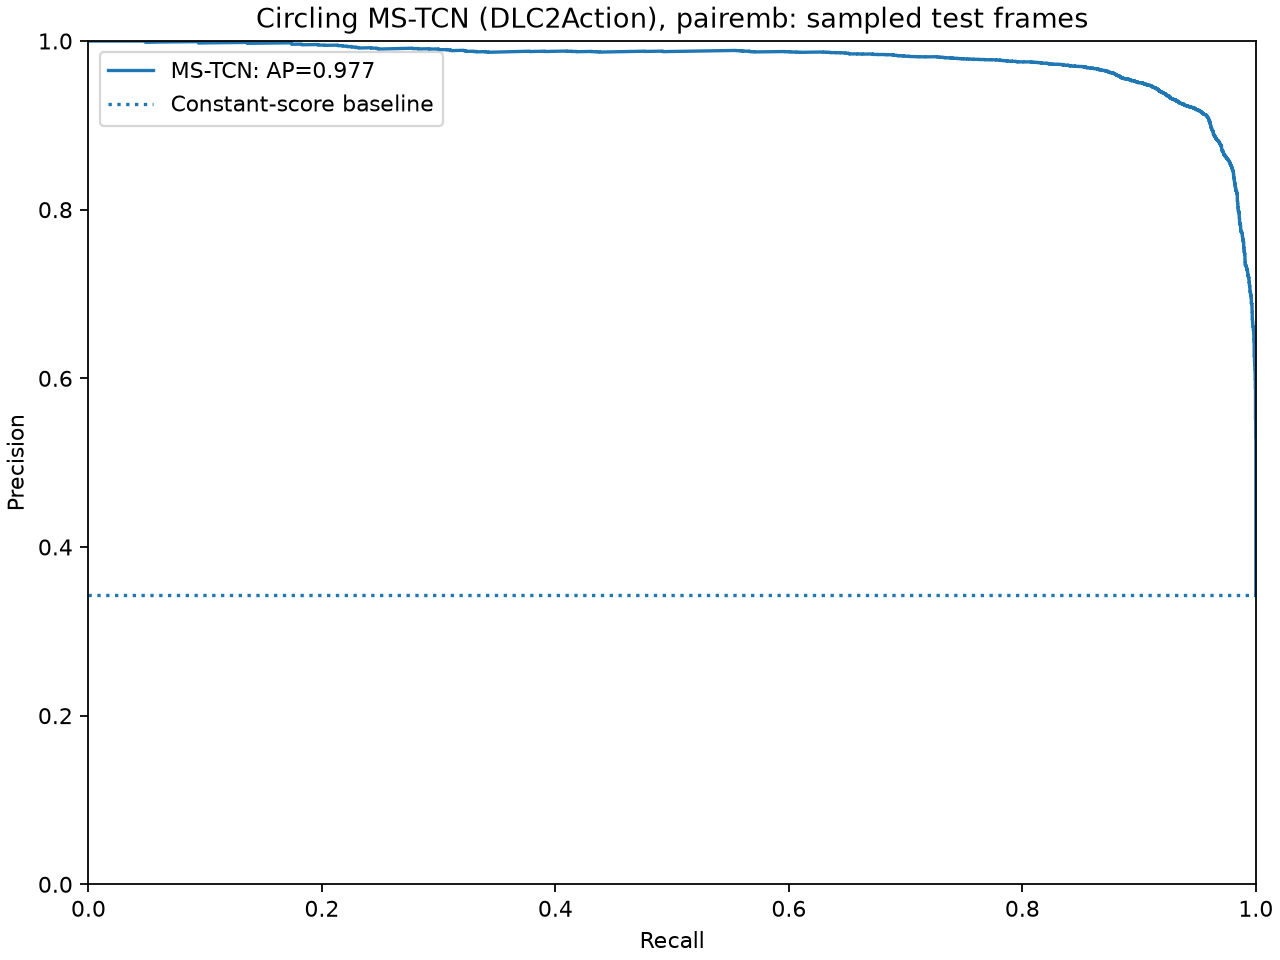 Circling MS-TCN (DLC2Action), pairemb: sampled test frames
1.0
MS-TCN: AP=0.977
Constant-score baseline
0.8
0.6
Precision
0.4
0.2
0.0
0.0 0.2 0.4 0.6 0.8 1.0
Recall